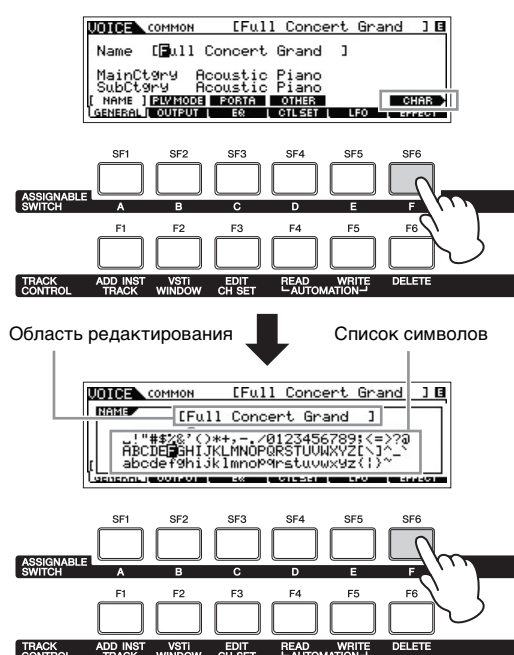 VOICE COMMON [Full Concert Grand ] E
Name [Full Concert Grand ]
MainCtgry Acoustic Piano
SubCtgry Acoustic Piano
[ NAME ] PLYMODE PORTA OTHER CHAR
GENERAL OUTPUT EQ CTLSET LFO EFFECT
SF1 SF2 SF3 SF4 SF5 SF6
ASSIGNABLE SWITCH A B C D E F
F1 F2 F3 F4 F5 F6
TRACK CONTROL ADD INST TRACK VSTi WINDOW EDIT CH SET READ WRITE AUTOMATION DELETE
Область редактирования Список символов
VOICE COMMON [Full Concert Grand ] E
NAME
[Full Concert Grand ]
␣!"#$%&'()*+,-./0123456789:;<=>?@
ABCDEFGHIJKLMNOPQRSTUVWXYZ[\]^_`
abcdefghijklmnopqrstuvwxyz{|}~
GENERAL OUTPUT EQ CTLSET LFO EFFECT
SF1 SF2 SF3 SF4 SF5 SF6
ASSIGNABLE SWITCH A B C D E F
F1 F2 F3 F4 F5 F6
TRACK CONTROL ADD INST TRACK VSTi WINDOW EDIT CH SET READ WRITE AUTOMATION DELETE